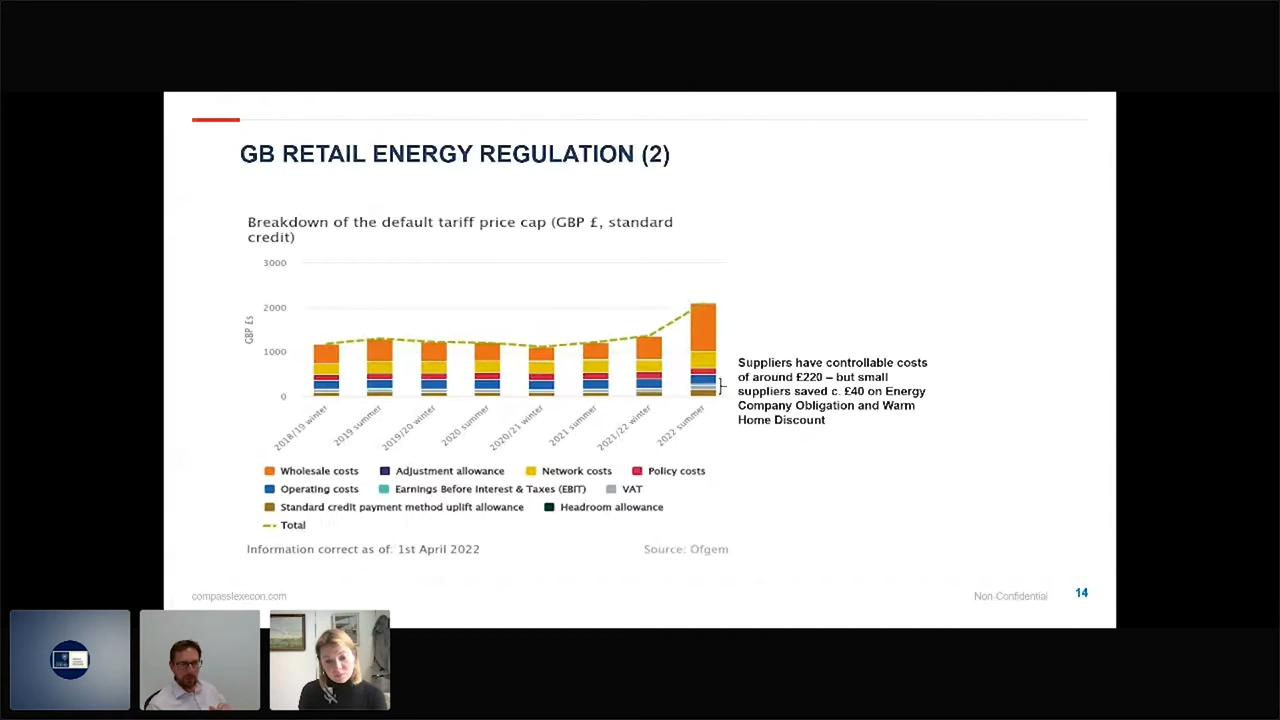 GB RETAIL ENERGY REGULATION (2)
Breakdown of the default tariff price cap (GBP £, standard
credit)
3000
2000
1000
0
GBP £s
2018/19 winter
2019 summer
2019/20 winter
2020 summer
2020/21 winter
2021 summer
2021/22 winter
2022 summer
Suppliers have controllable costs
of around £220 – but small
suppliers saved c. £40 on Energy
Company Obligation and Warm
Home Discount
Wholesale costs Adjustment allowance Network costs Policy costs
Operating costs Earnings Before Interest & Taxes (EBIT) VAT
Standard credit payment method uplift allowance Headroom allowance
Total
Information correct as of: 1st April 2022 Source: Ofgem
compasslexecon.com Non-Confidential 14